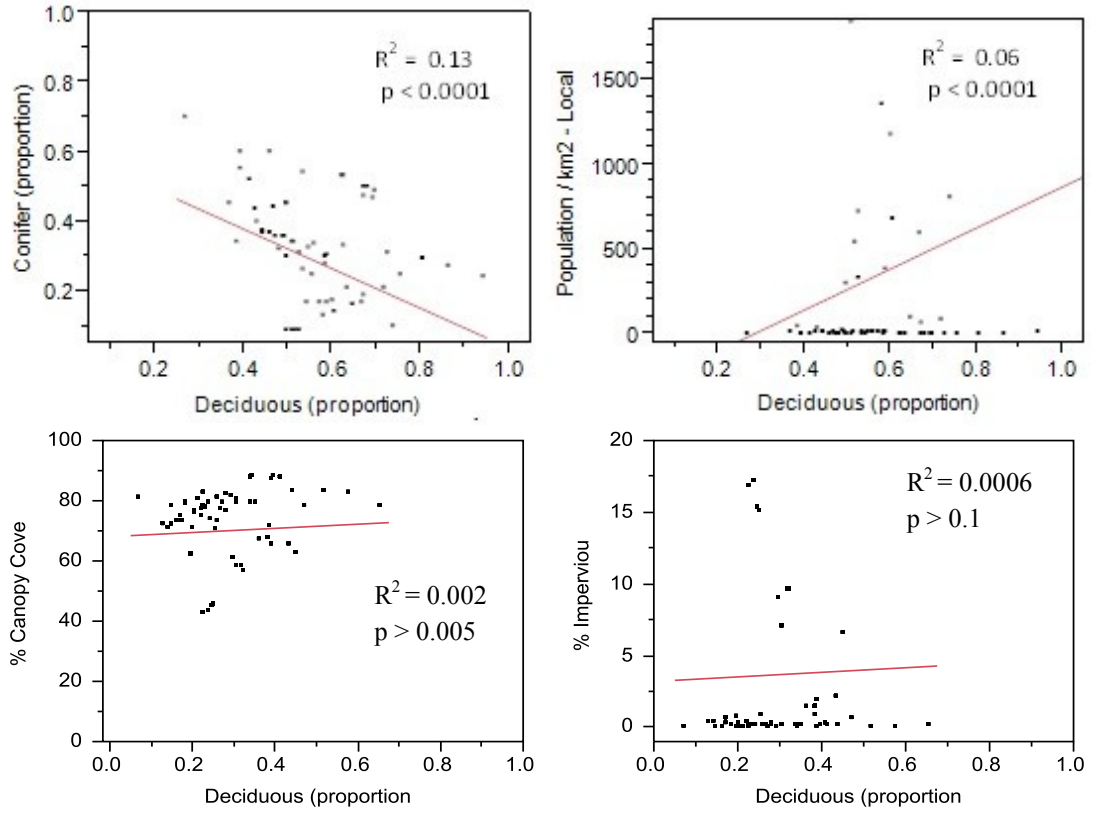 1.0
0.8
0.6
0.4
0.2
Conifer (proportion)
R² = 0.13
p < 0.0001
0.2 0.4 0.6 0.8 1.0
Deciduous (proportion)
1500
1000
500
0
Population / km2 - Local
R² = 0.06
p < 0.0001
0.2 0.4 0.6 0.8 1.0
Deciduous (proportion)
100
80
60
40
20
0
% Canopy Cove
R² = 0.002
p > 0.005
0.0 0.2 0.4 0.6 0.8 1.0
Deciduous (proportion
20
15
10
5
0
% Imperviou
R² = 0.0006
p > 0.1
0.0 0.2 0.4 0.6 0.8 1.0
Deciduous (proportion